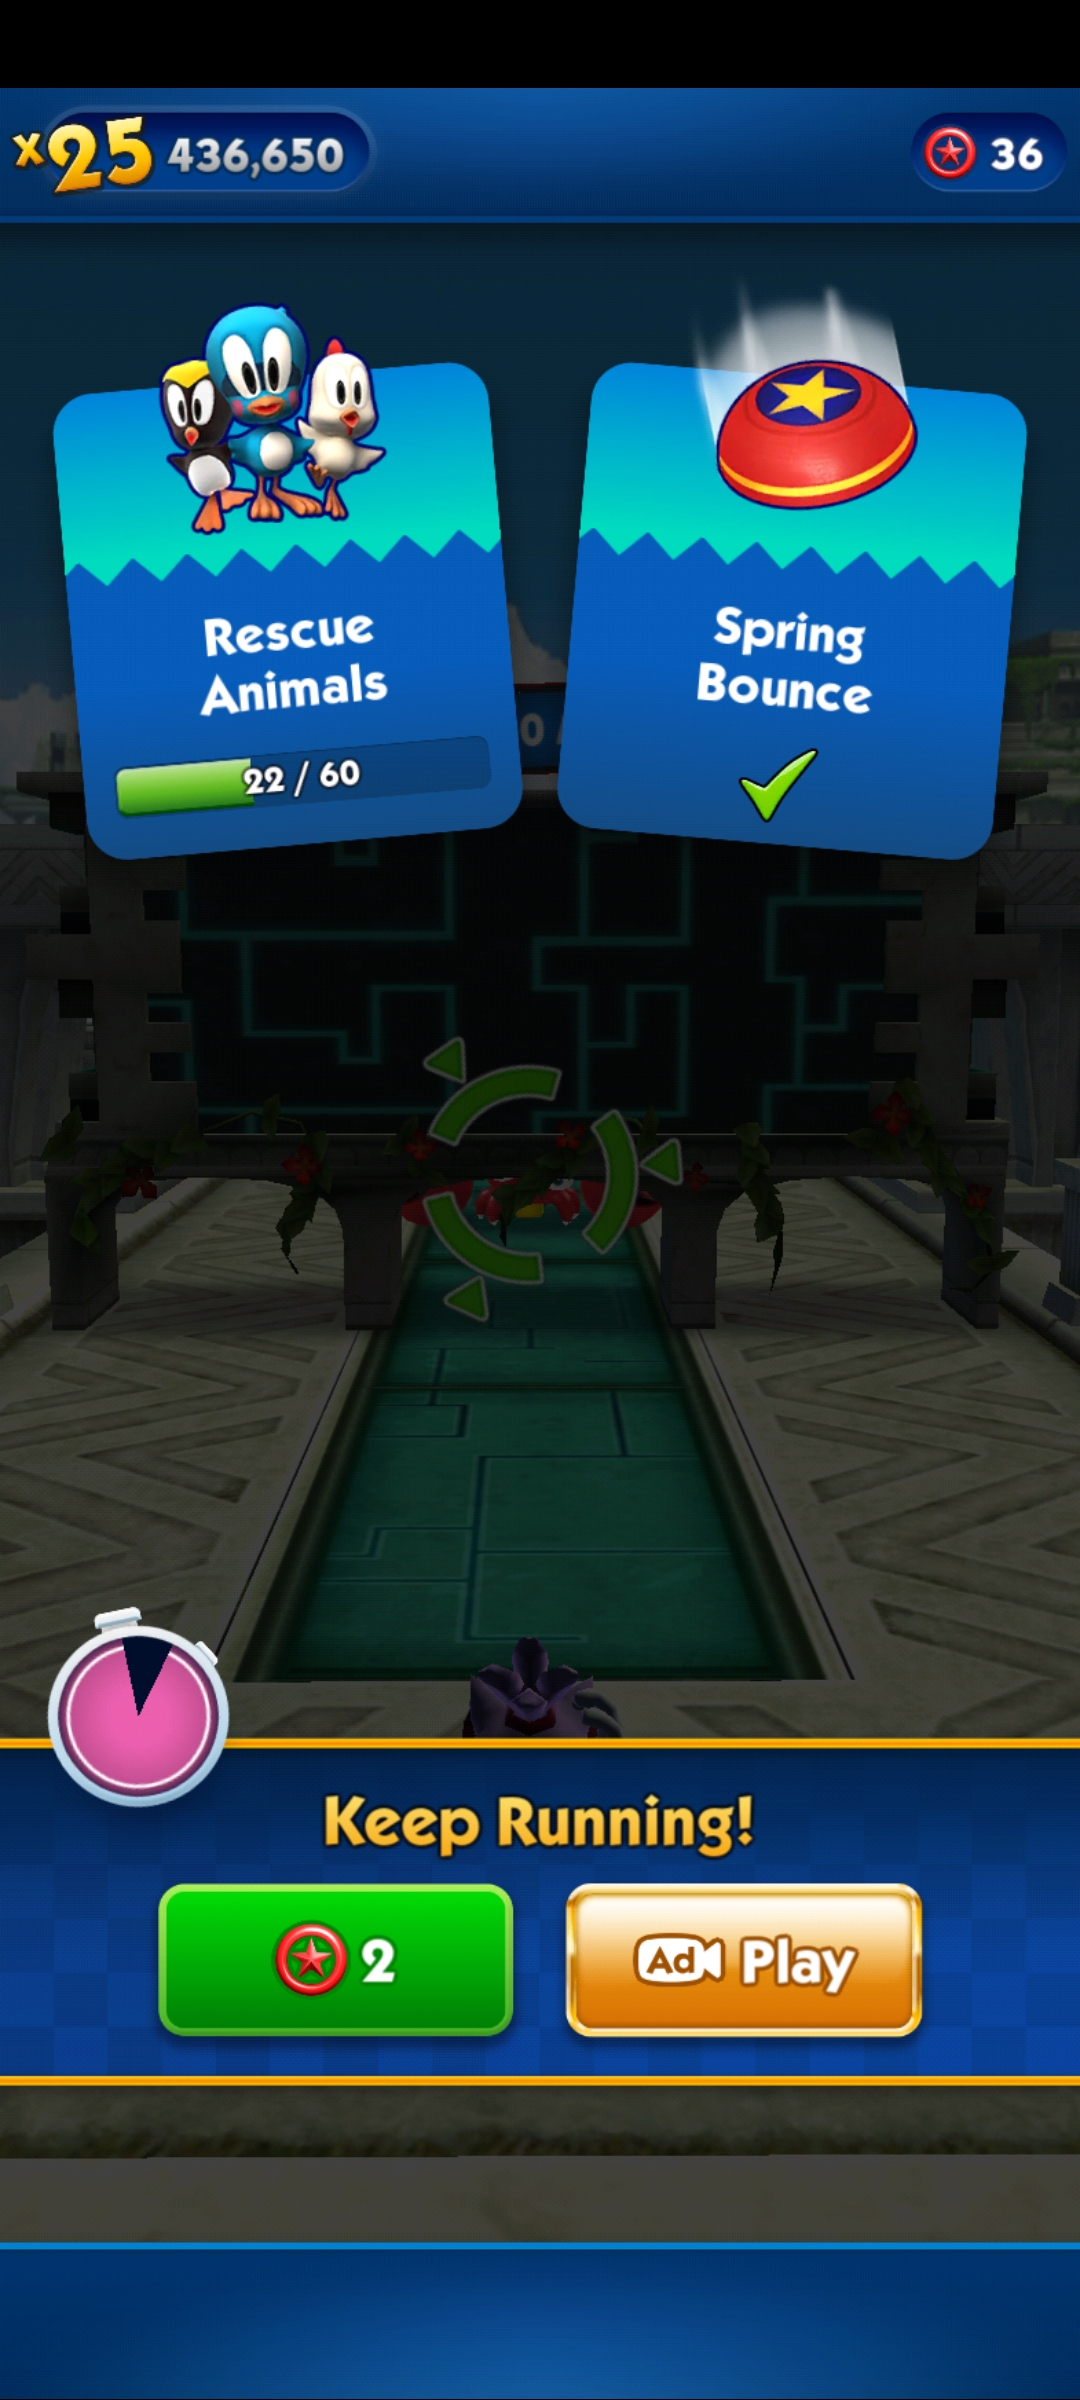 x25 436,650
36
Rescue
Animals
22 / 60
Spring
Bounce
Keep Running!
2
Ad Play